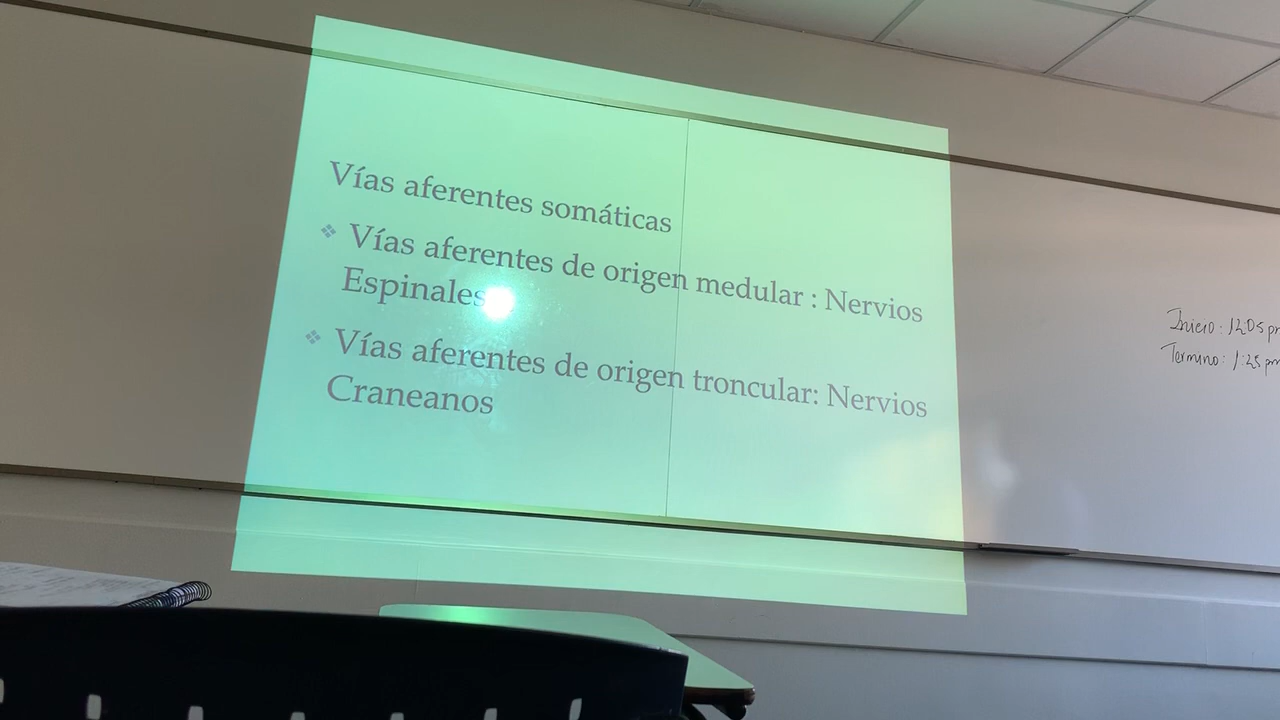 Vías aferentes somáticas
Vías aferentes de origen medular : Nervios
Espinales
Vías aferentes de origen troncular: Nervios
Craneanos
Inicio: 12:05 pm
Termino: 1:25 pm